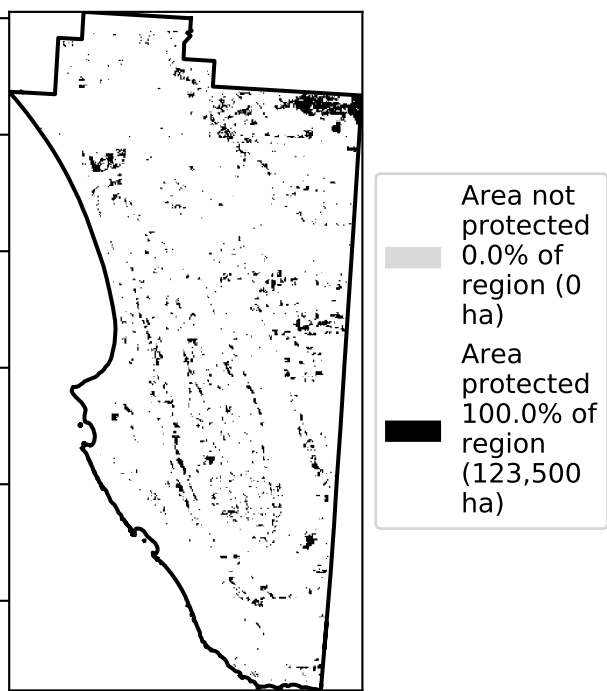 Area not
protected
0.0% of
region (0
ha)
Area
protected
100.0% of
region
(123,500
ha)